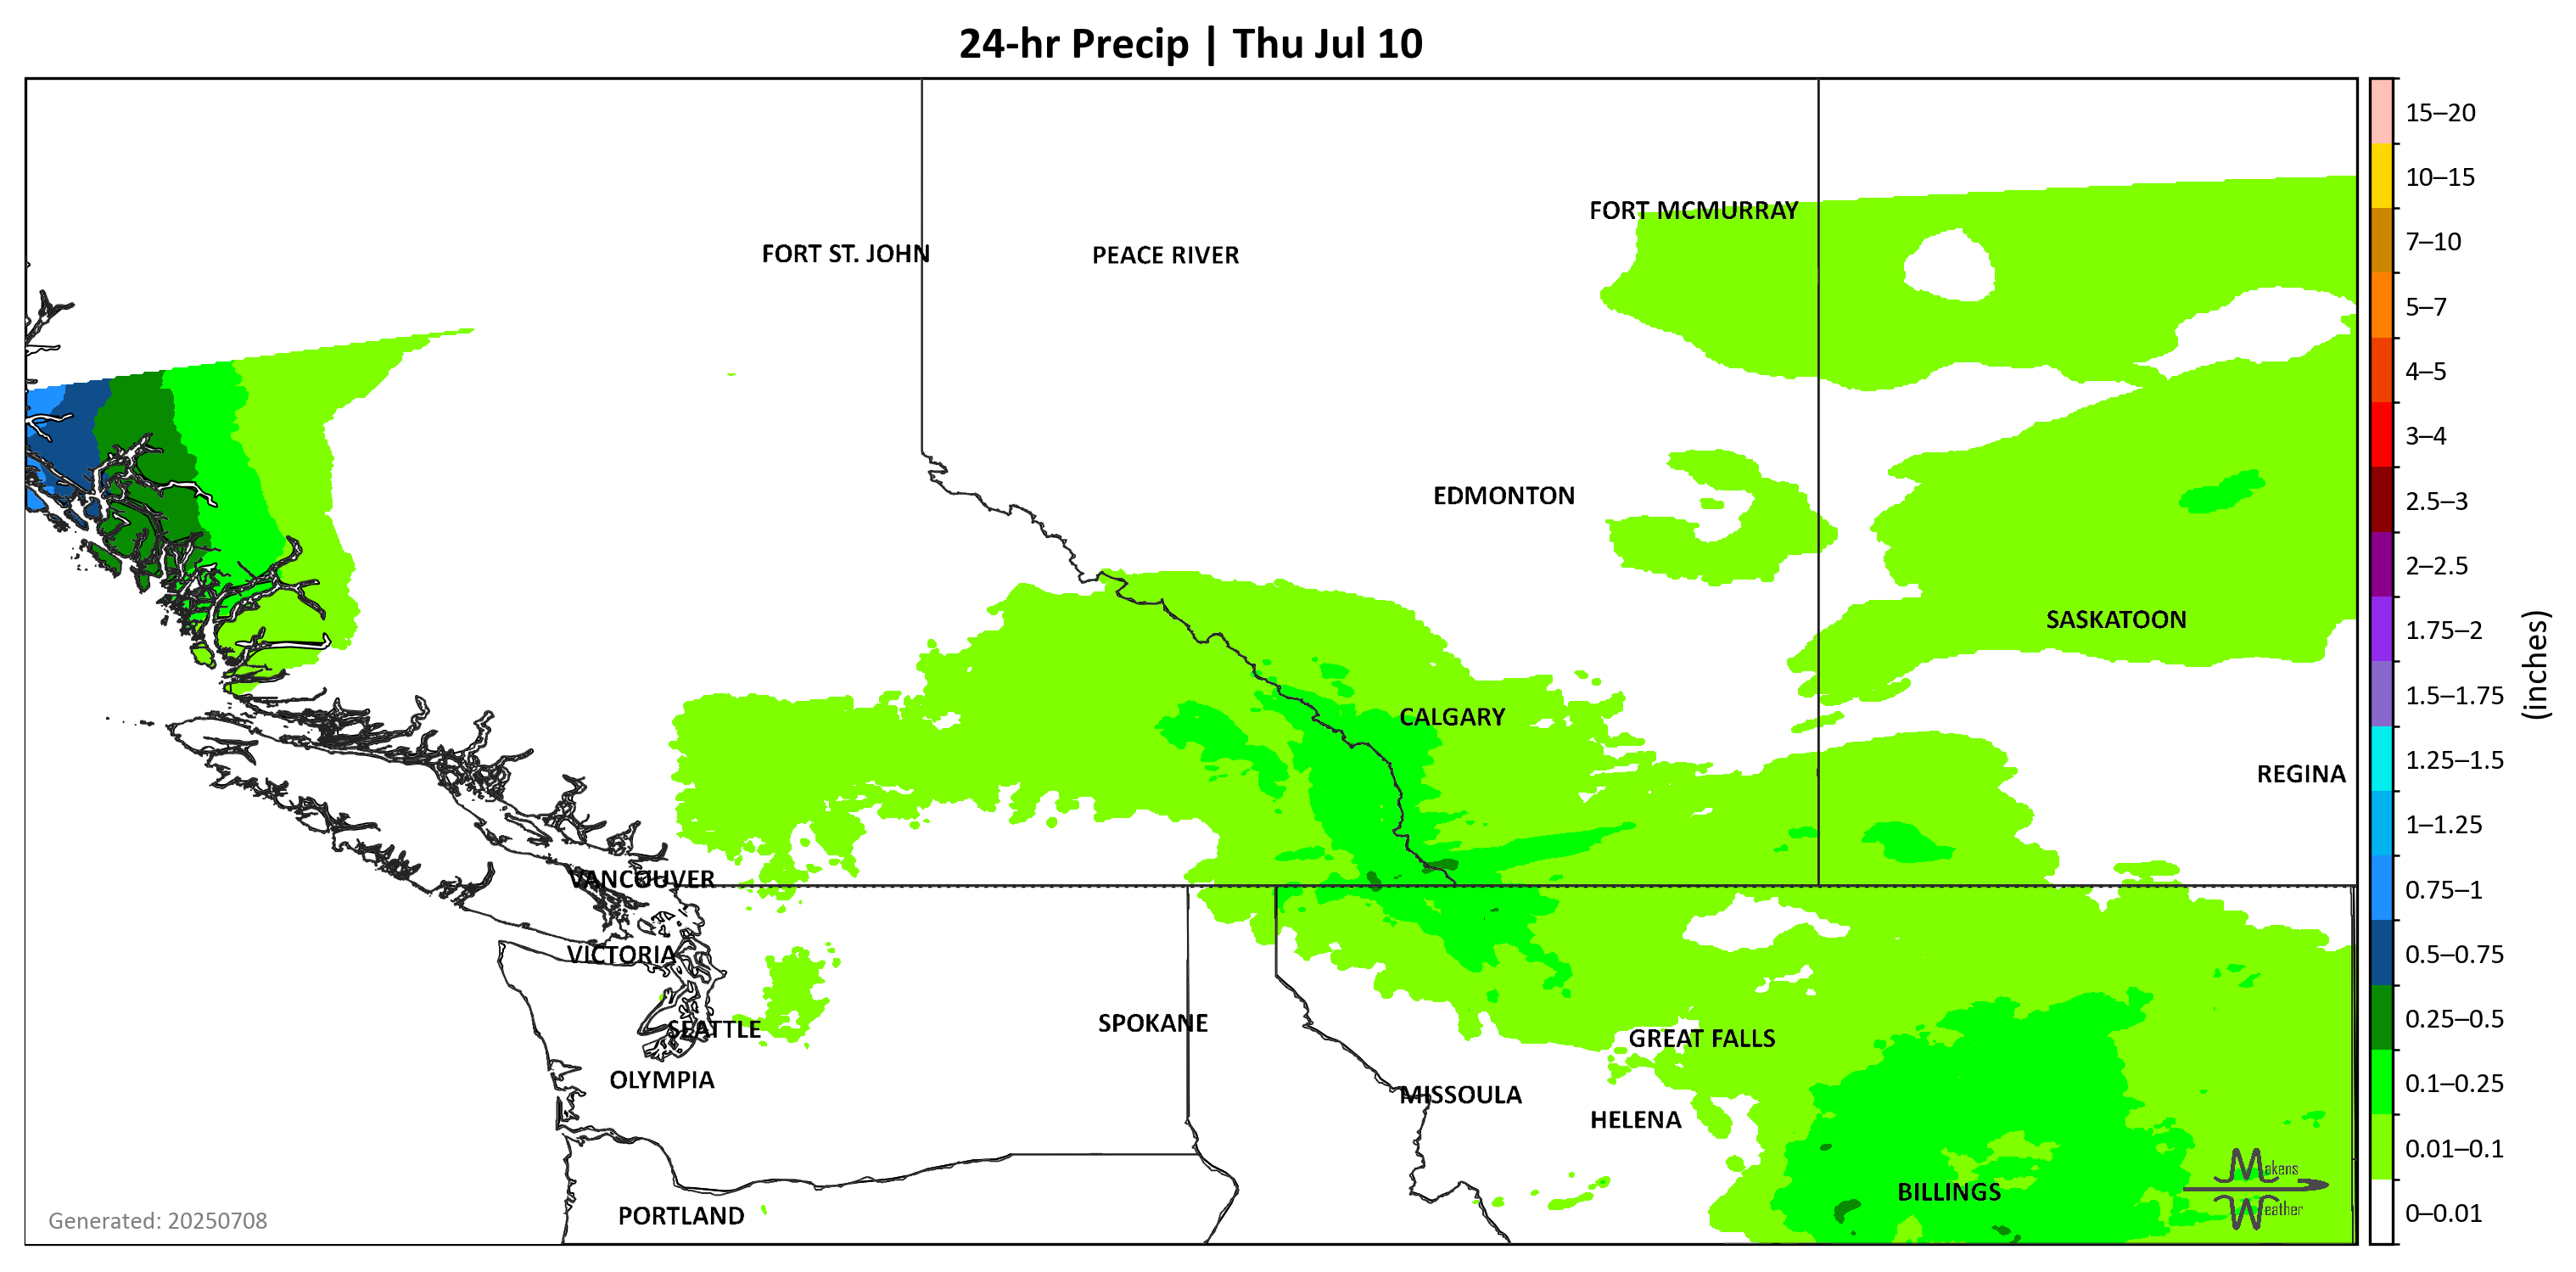 24-hr Precip | Thu Jul 10
FORT MCMURRAY
FORT ST. JOHN
PEACE RIVER
EDMONTON
SASKATOON
CALGARY
REGINA
VANCOUVER
VICTORIA
SPOKANE
SEATTLE
GREAT FALLS
OLYMPIA
MISSOULA
HELENA
BILLINGS
PORTLAND
Makens
Weather
Generated: 20250708
15–20
10–15
7–10
5–7
4–5
3–4
2.5–3
2–2.5
1.75–2
1.5–1.75
1.25–1.5
1–1.25
0.75–1
0.5–0.75
0.25–0.5
0.1–0.25
0.01–0.1
0–0.01
(inches)